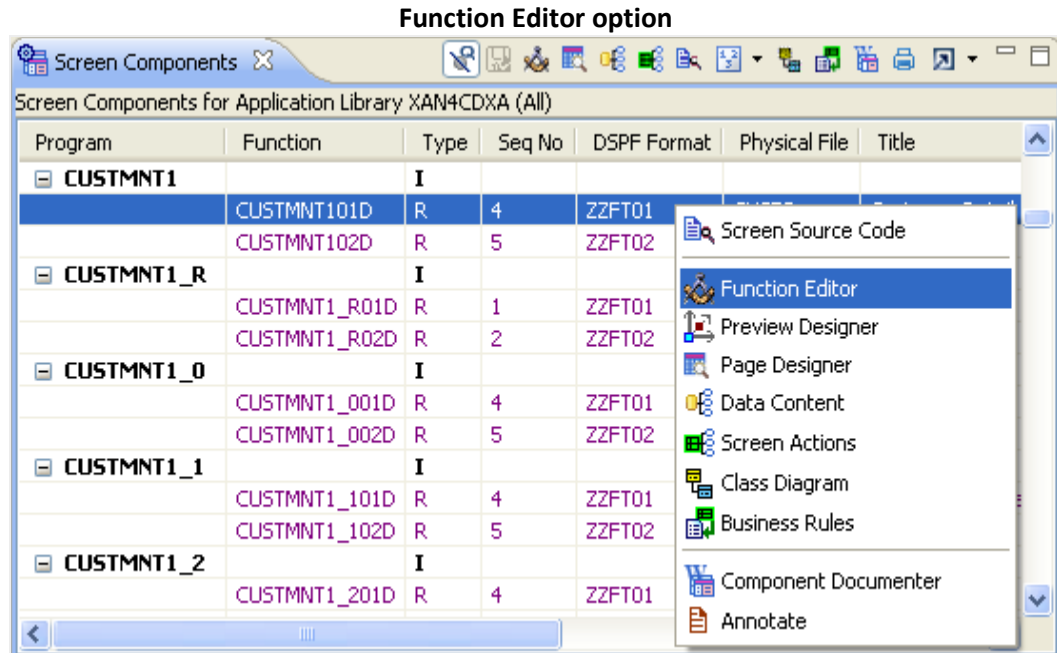 Function Editor option
Screen Components
Screen Components for Application Library XAN4CDXA (All)
Program Function Type Seq No DSPF Format Physical File Title
CUSTMNT1 I
CUSTMNT101D R 4 ZZFT01
CUSTMNT102D R 5 ZZFT02
CUSTMNT1_R I
CUSTMNT1_R01D R 1 ZZFT01
CUSTMNT1_R02D R 2 ZZFT02
CUSTMNT1_0 I
CUSTMNT1_001D R 4 ZZFT01
CUSTMNT1_002D R 5 ZZFT02
CUSTMNT1_1 I
CUSTMNT1_101D R 4 ZZFT01
CUSTMNT1_102D R 5 ZZFT02
CUSTMNT1_2 I
CUSTMNT1_201D R 4 ZZFT01
Screen Source Code
Function Editor
Preview Designer
Page Designer
Data Content
Screen Actions
Class Diagram
Business Rules
Component Documenter
Annotate